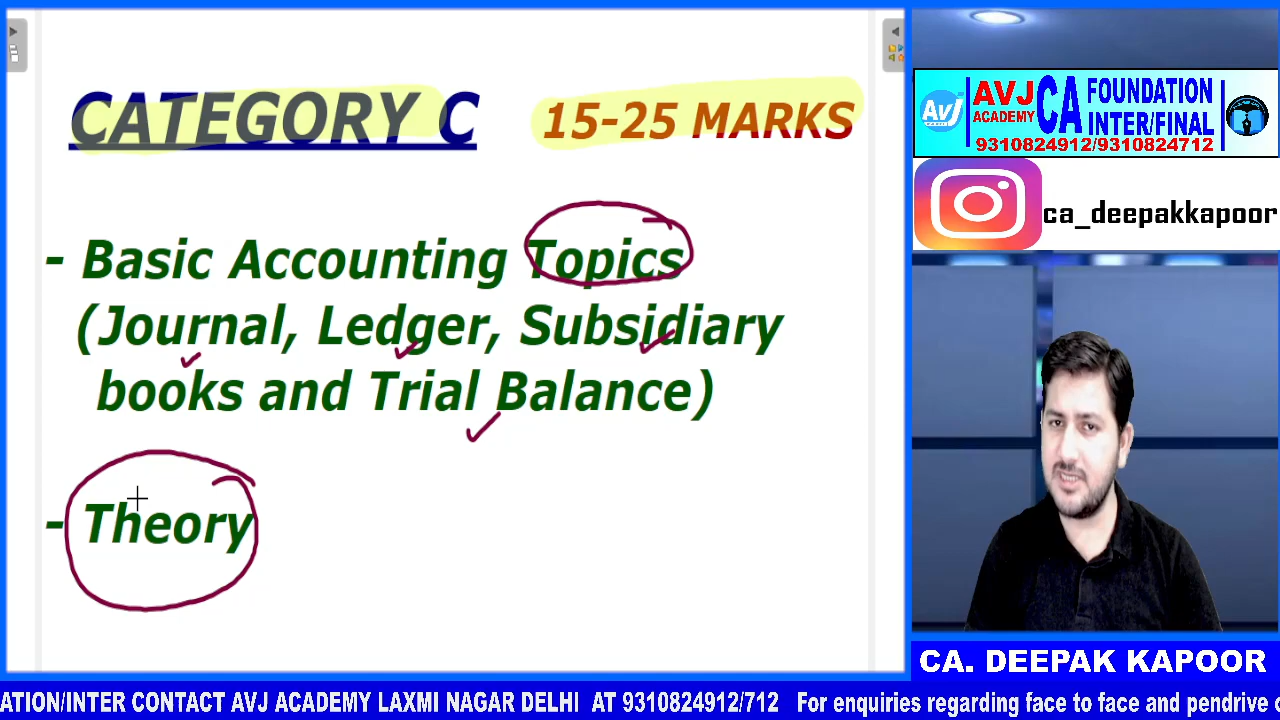 CATEGORY C 15-25 MARKS
- Basic Accounting Topics
(Journal, Ledger, Subsidiary
books and Trial Balance)
- Theory
AVJ
ACADEMY
AVJ
CA
FOUNDATION
INTER/FINAL
9310824912/9310824712
ca_deepakkapoor
CA. DEEPAK KAPOOR
ATION/INTER CONTACT AVJ ACADEMY LAXMI NAGAR DELHI AT 9310824912/712 For enquiries regarding face to face and pendrive